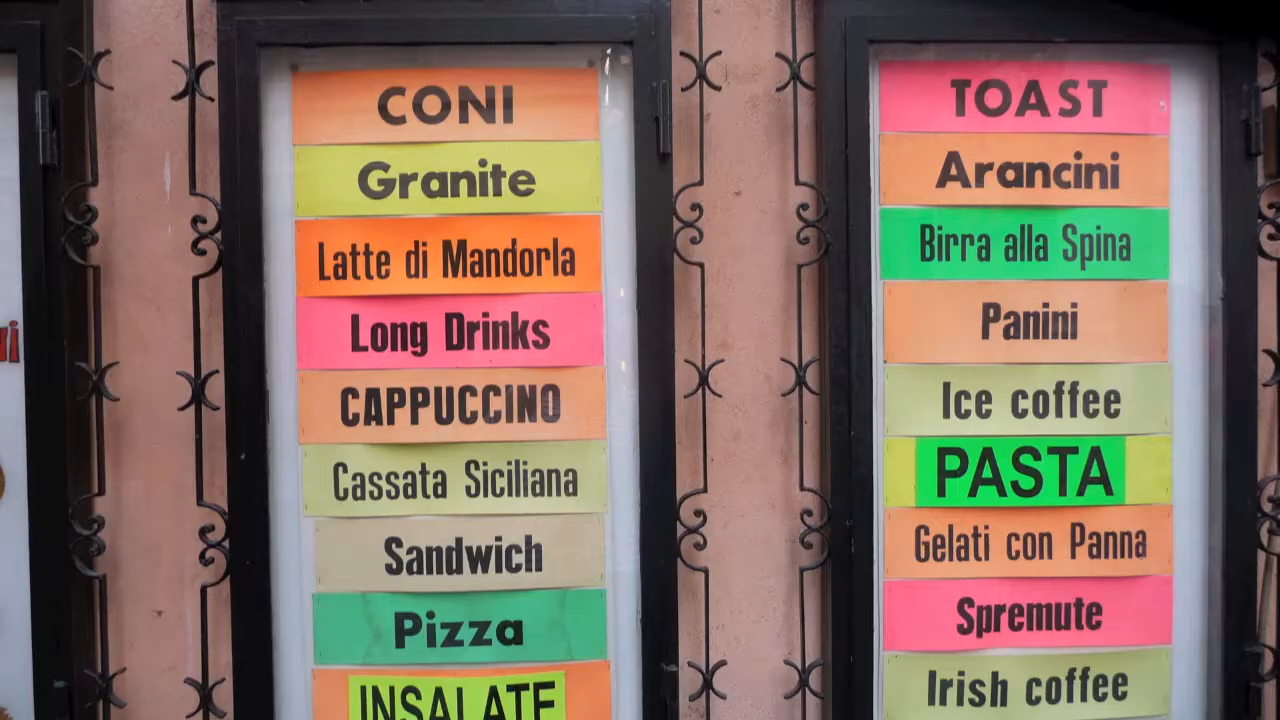 CONI
Granite
Latte di Mandorla
Long Drinks
CAPPUCCINO
Cassata Siciliana
Sandwich
Pizza
INSALATE
TOAST
Arancini
Birra alla Spina
Panini
Ice coffee
PASTA
Gelati con Panna
Spremute
Irish coffee